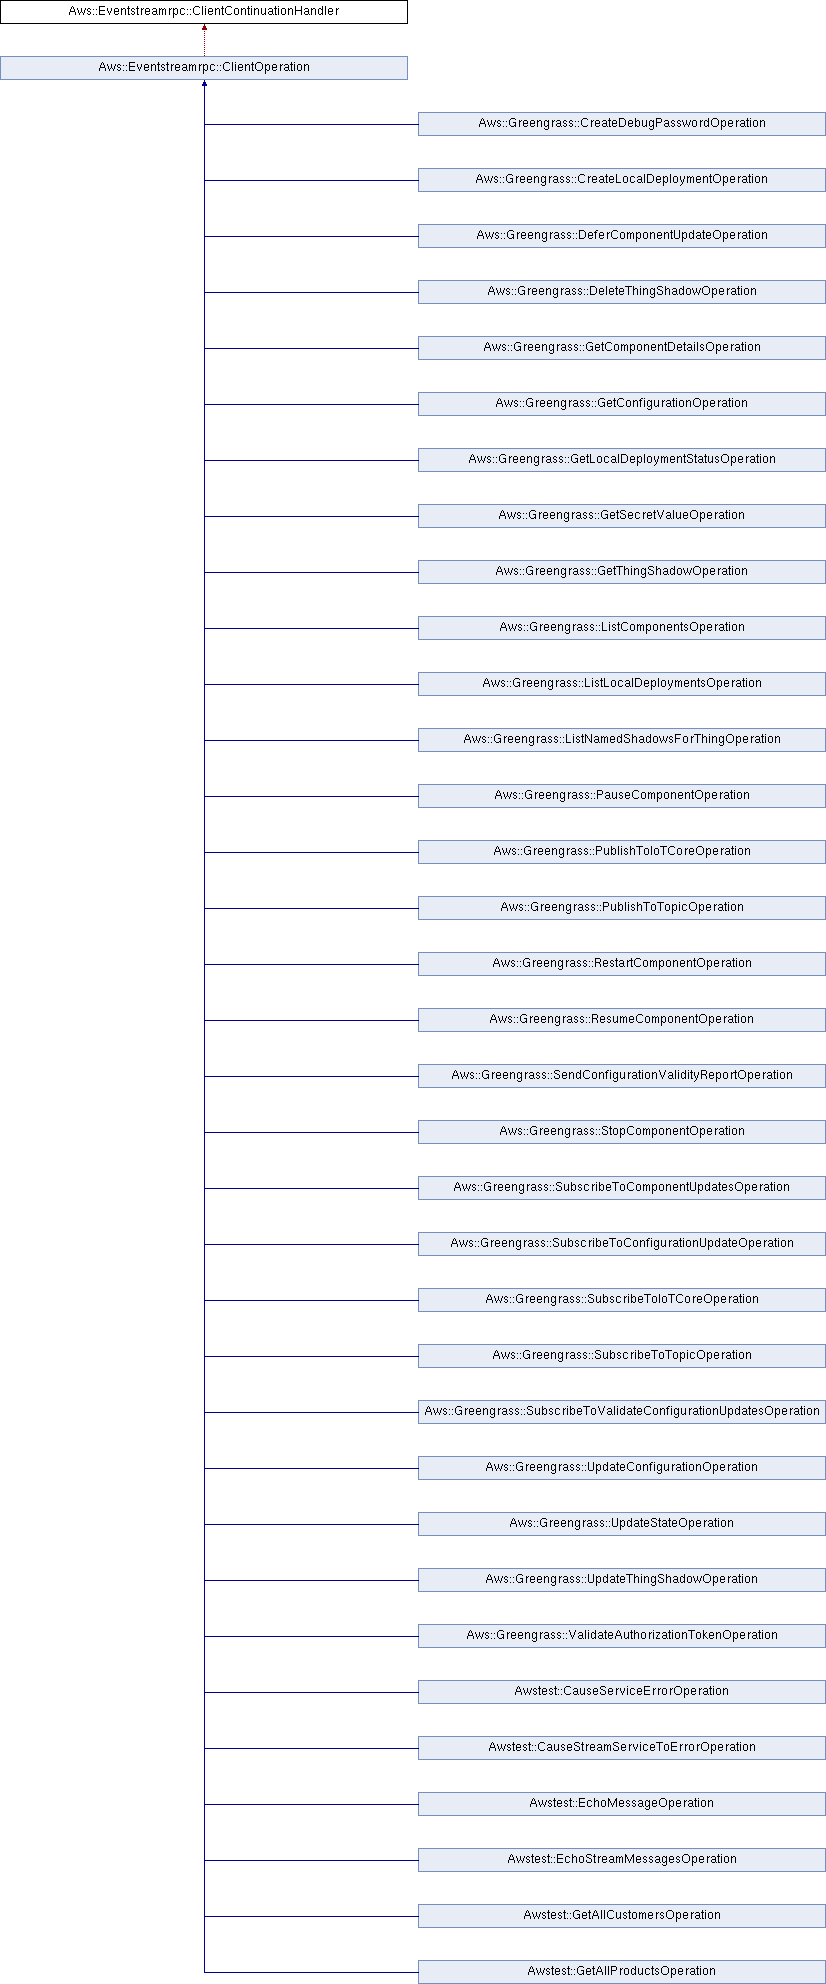 Aws::Eventstreamrpc::ClientContinuationHandler
Aws::Eventstreamrpc::ClientOperation
Aws::Greengrass::CreateDebugPasswordOperation
Aws::Greengrass::CreateLocalDeploymentOperation
Aws::Greengrass::DeferComponentUpdateOperation
Aws::Greengrass::DeleteThingShadowOperation
Aws::Greengrass::GetComponentDetailsOperation
Aws::Greengrass::GetConfigurationOperation
Aws::Greengrass::GetLocalDeploymentStatusOperation
Aws::Greengrass::GetSecretValueOperation
Aws::Greengrass::GetThingShadowOperation
Aws::Greengrass::ListComponentsOperation
Aws::Greengrass::ListLocalDeploymentsOperation
Aws::Greengrass::ListNamedShadowsForThingOperation
Aws::Greengrass::PauseComponentOperation
Aws::Greengrass::PublishToIoTCoreOperation
Aws::Greengrass::PublishToTopicOperation
Aws::Greengrass::RestartComponentOperation
Aws::Greengrass::ResumeComponentOperation
Aws::Greengrass::SendConfigurationValidityReportOperation
Aws::Greengrass::StopComponentOperation
Aws::Greengrass::SubscribeToComponentUpdatesOperation
Aws::Greengrass::SubscribeToConfigurationUpdateOperation
Aws::Greengrass::SubscribeToIoTCoreOperation
Aws::Greengrass::SubscribeToTopicOperation
Aws::Greengrass::SubscribeToValidateConfigurationUpdatesOperation
Aws::Greengrass::UpdateConfigurationOperation
Aws::Greengrass::UpdateStateOperation
Aws::Greengrass::UpdateThingShadowOperation
Aws::Greengrass::ValidateAuthorizationTokenOperation
Awstest::CauseServiceErrorOperation
Awstest::CauseStreamServiceToErrorOperation
Awstest::EchoMessageOperation
Awstest::EchoStreamMessagesOperation
Awstest::GetAllCustomersOperation
Awstest::GetAllProductsOperation